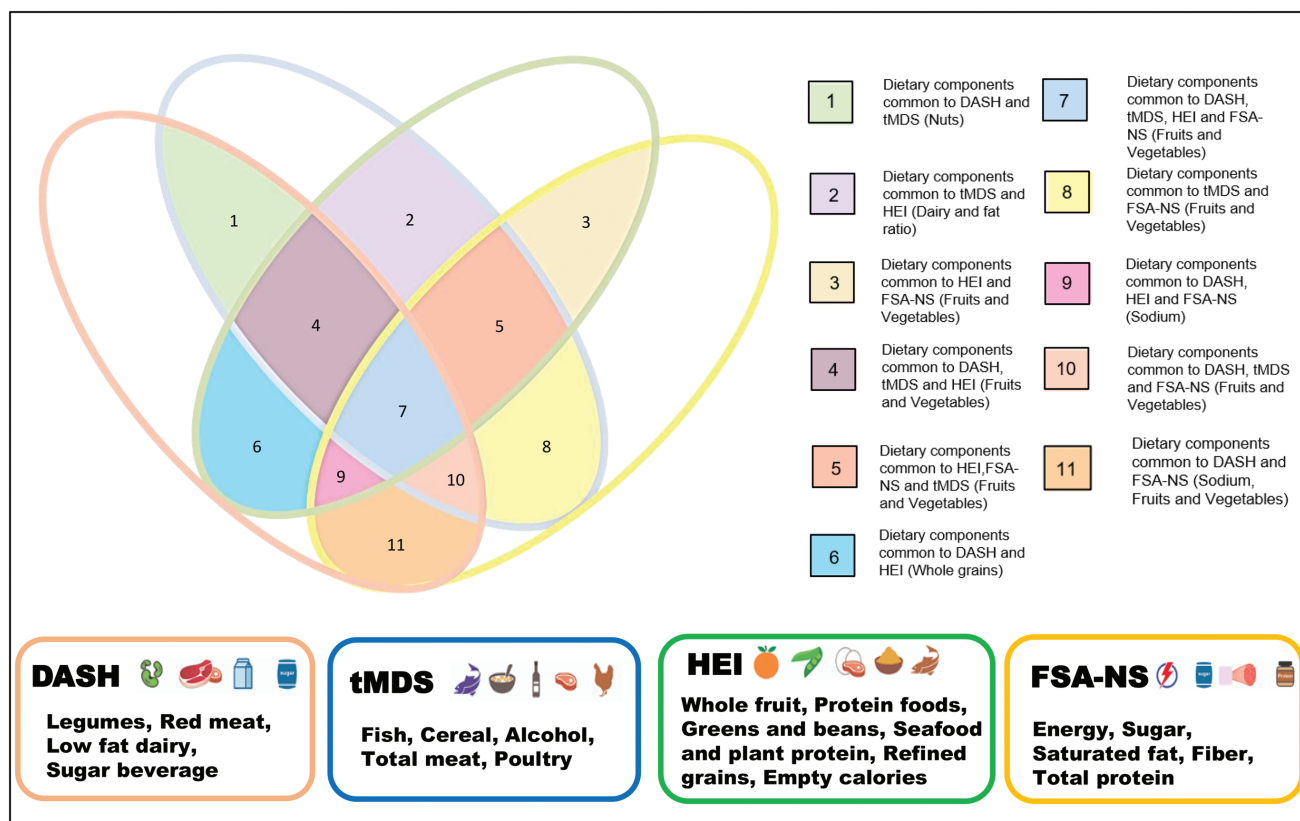 1
2
3
4
5
6
7
8
9
10
11
1
Dietary components
common to DASH and
tMDS (Nuts)
2
Dietary components
common to tMDS and
HEI (Dairy and fat
ratio)
3
Dietary components
common to HEI and
FSA-NS (Fruits and
Vegetables)
4
Dietary components
common to DASH,
tMDS and HEI (Fruits
and Vegetables)
5
Dietary components
common to HEI,FSA-
NS and tMDS (Fruits
and Vegetables)
6
Dietary components
common to DASH and
HEI (Whole grains)
7
Dietary components
common to DASH,
tMDS, HEI and FSA-
NS (Fruits and
Vegetables)
8
Dietary components
common to tMDS and
FSA-NS (Fruits and
Vegetables)
9
Dietary components
common to DASH,
HEI and FSA-NS
(Sodium)
10
Dietary components
common to DASH, tMDS
and FSA-NS (Fruits and
Vegetables)
11
Dietary components
common to DASH and
FSA-NS (Sodium,
Fruits and Vegetables)
DASH
sugar
Legumes, Red meat,
Low fat dairy,
Sugar beverage
tMDS
Fish, Cereal, Alcohol,
Total meat, Poultry
HEI
Whole fruit, Protein foods,
Greens and beans, Seafood
and plant protein, Refined
grains, Empty calories
FSA-NS
sugar
Protein
Energy, Sugar,
Saturated fat, Fiber,
Total protein